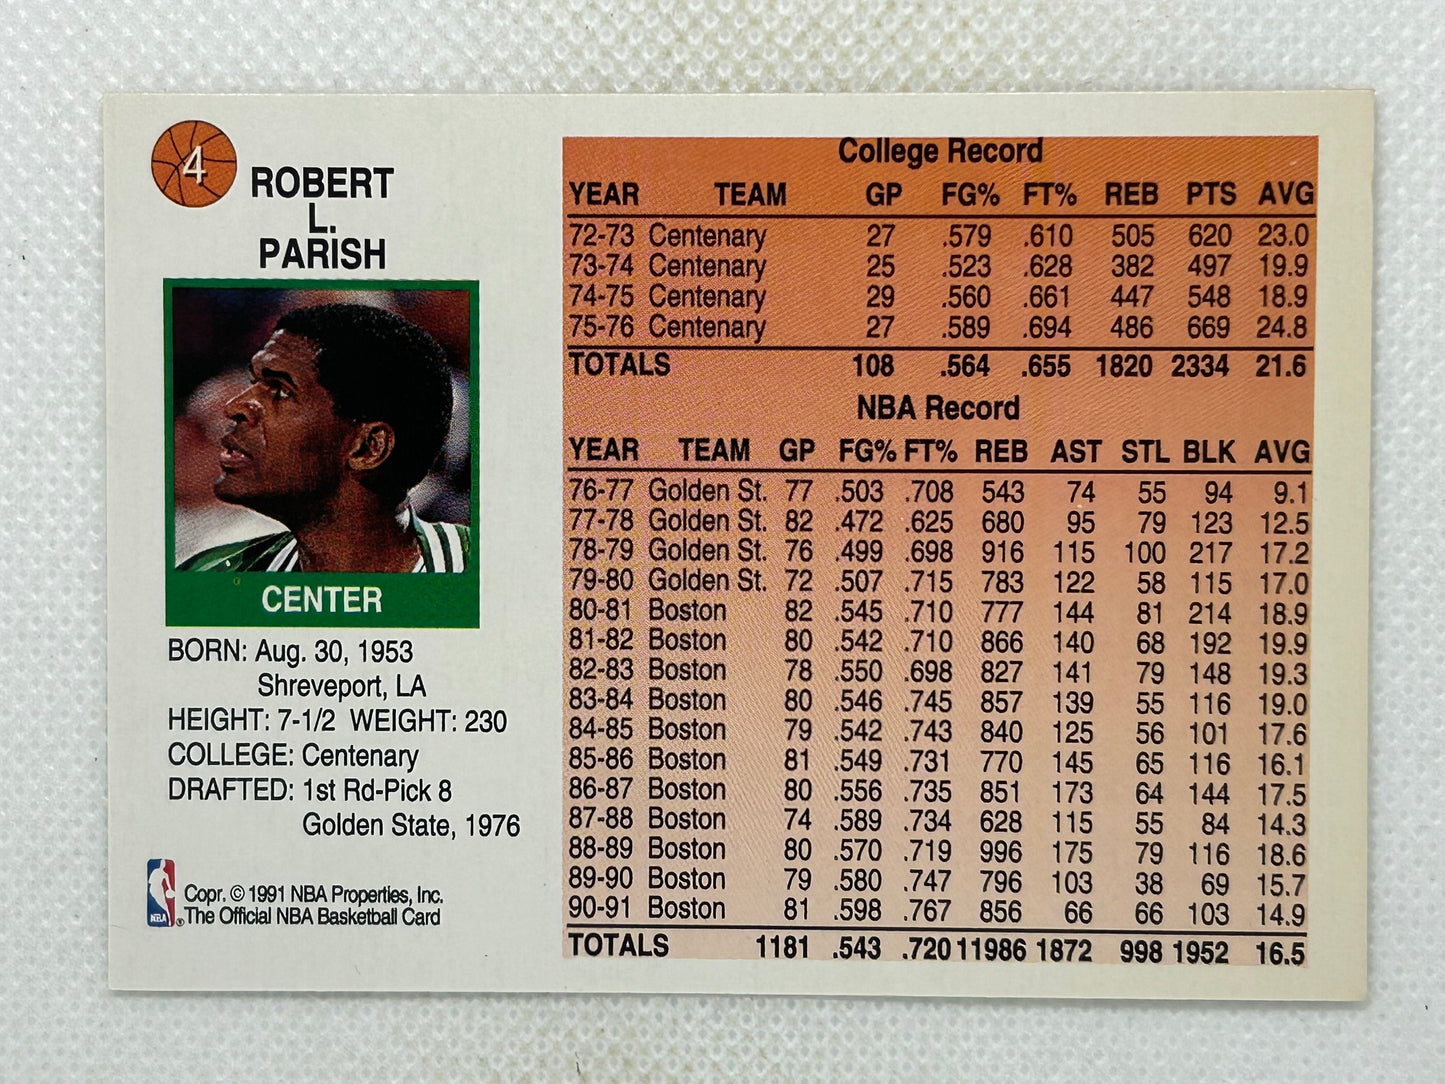 4
ROBERT
L.
PARISH
CENTER
BORN: Aug. 30, 1953
Shreveport, LA
HEIGHT: 7-1/2 WEIGHT: 230
COLLEGE: Centenary
DRAFTED: 1st Rd-Pick 8
Golden State, 1976
NBA ® Copr. © 1991 NBA Properties, Inc.
The Official NBA Basketball Card
College Record
YEAR TEAM GP FG% FT% REB PTS AVG
72-73 Centenary 27 .579 .610 505 620 23.0
73-74 Centenary 25 .523 .628 382 497 19.9
74-75 Centenary 29 .560 .661 447 548 18.9
75-76 Centenary 27 .589 .694 486 669 24.8
TOTALS 108 .564 .655 1820 2334 21.6
NBA Record
YEAR TEAM GP FG% FT% REB AST STL BLK AVG
76-77 Golden St. 77 .503 .708 543 74 55 94 9.1
77-78 Golden St. 82 .472 .625 680 95 79 123 12.5
78-79 Golden St. 76 .499 .698 916 115 100 217 17.2
79-80 Golden St. 72 .507 .715 783 122 58 115 17.0
80-81 Boston 82 .545 .710 777 144 81 214 18.9
81-82 Boston 80 .542 .710 866 140 68 192 19.9
82-83 Boston 78 .550 .698 827 141 79 148 19.3
83-84 Boston 80 .546 .745 857 139 55 116 19.0
84-85 Boston 79 .542 .743 840 125 56 101 17.6
85-86 Boston 81 .549 .731 770 145 65 116 16.1
86-87 Boston 80 .556 .735 851 173 64 144 17.5
87-88 Boston 74 .589 .734 628 115 55 84 14.3
88-89 Boston 80 .570 .719 996 175 79 116 18.6
89-90 Boston 79 .580 .747 796 103 38 69 15.7
90-91 Boston 81 .598 .767 856 66 66 103 14.9
TOTALS 1181 .543 .720 11986 1872 998 1952 16.5